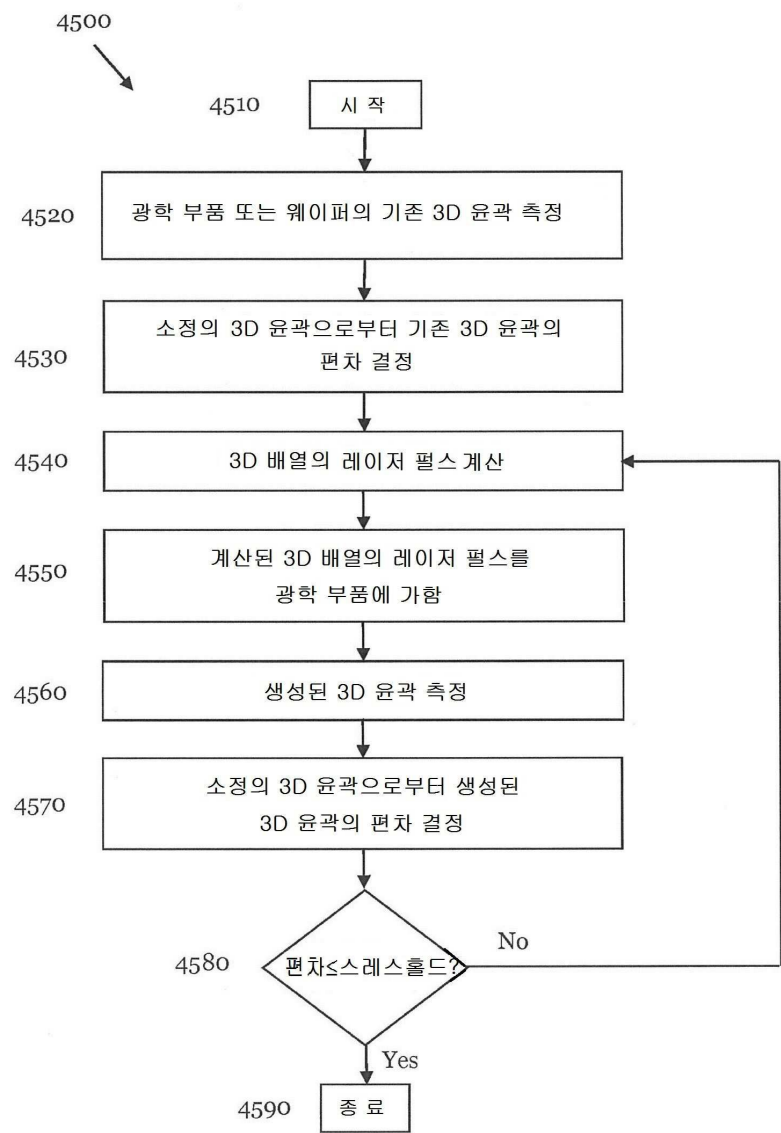 4500
4510
시 작
4520
광학 부품 또는 웨이퍼의 기존 3D 윤곽 측정
4530
소정의 3D 윤곽으로부터 기존 3D 윤곽의
편차 결정
4540
3D 배열의 레이저 펄스 계산
4550
계산된 3D 배열의 레이저 펄스를
광학 부품에 가함
4560
생성된 3D 윤곽 측정
4570
소정의 3D 윤곽으로부터 생성된
3D 윤곽의 편차 결정
4580
편차≤스레스홀드?
No
Yes
4590
종 료